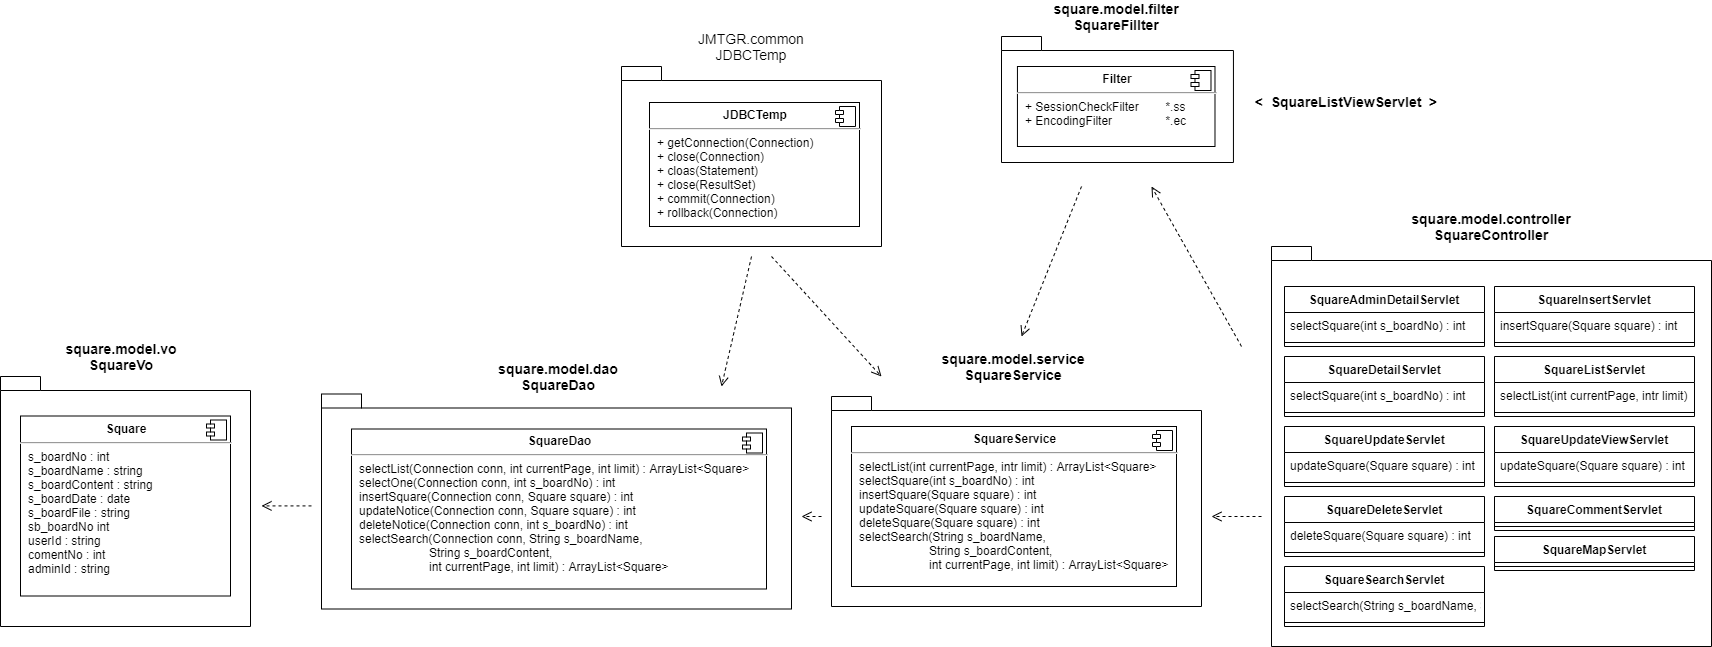 square.model.filter
SquareFillter
Filter
+ SessionCheckFilter *.ss
+ EncodingFilter *.ec
< SquareListViewServlet >
JMTGR.common
JDBCTemp
JDBCTemp
+ getConnection(Connection)
+ close(Connection)
+ cloas(Statement)
+ close(ResultSet)
+ commit(Connection)
+ rollback(Connection)
square.model.vo
SquareVo
Square
s_boardNo : int
s_boardName : string
s_boardContent : string
s_boardDate : date
s_boardFile : string
sb_boardNo int
userId : string
comentNo : int
adminId : string
square.model.dao
SquareDao
SquareDao
selectList(Connection conn, int currentPage, int limit) : ArrayList<Square>
selectOne(Connection conn, int s_boardNo) : int
insertSquare(Connection conn, Square square) : int
updateNotice(Connection conn, Square square) : int
deleteNotice(Connection conn, int s_boardNo) : int
selectSearch(Connection conn, String s_boardName,
String s_boardContent,
int currentPage, int limit) : ArrayList<Square>
square.model.service
SquareService
SquareService
selectList(int currentPage, intr limit) : ArrayList<Square>
selectSquare(int s_boardNo) : int
insertSquare(Square square) : int
updateSquare(Square square) : int
deleteSquare(Square square) : int
selectSearch(String s_boardName,
String s_boardContent,
int currentPage, int limit) : ArrayList<Square>
square.model.controller
SquareController
SquareAdminDetailServlet
selectSquare(int s_boardNo) : int
SquareInsertServlet
insertSquare(Square square) : int
SquareDetailServlet
selectSquare(int s_boardNo) : int
SquareListServlet
selectList(int currentPage, intr limit)
SquareUpdateServlet
updateSquare(Square square) : int
SquareUpdateViewServlet
updateSquare(Square square) : int
SquareDeleteServlet
deleteSquare(Square square) : int
SquareCommentServlet
SquareMapServlet
SquareSearchServlet
selectSearch(String s_boardName,